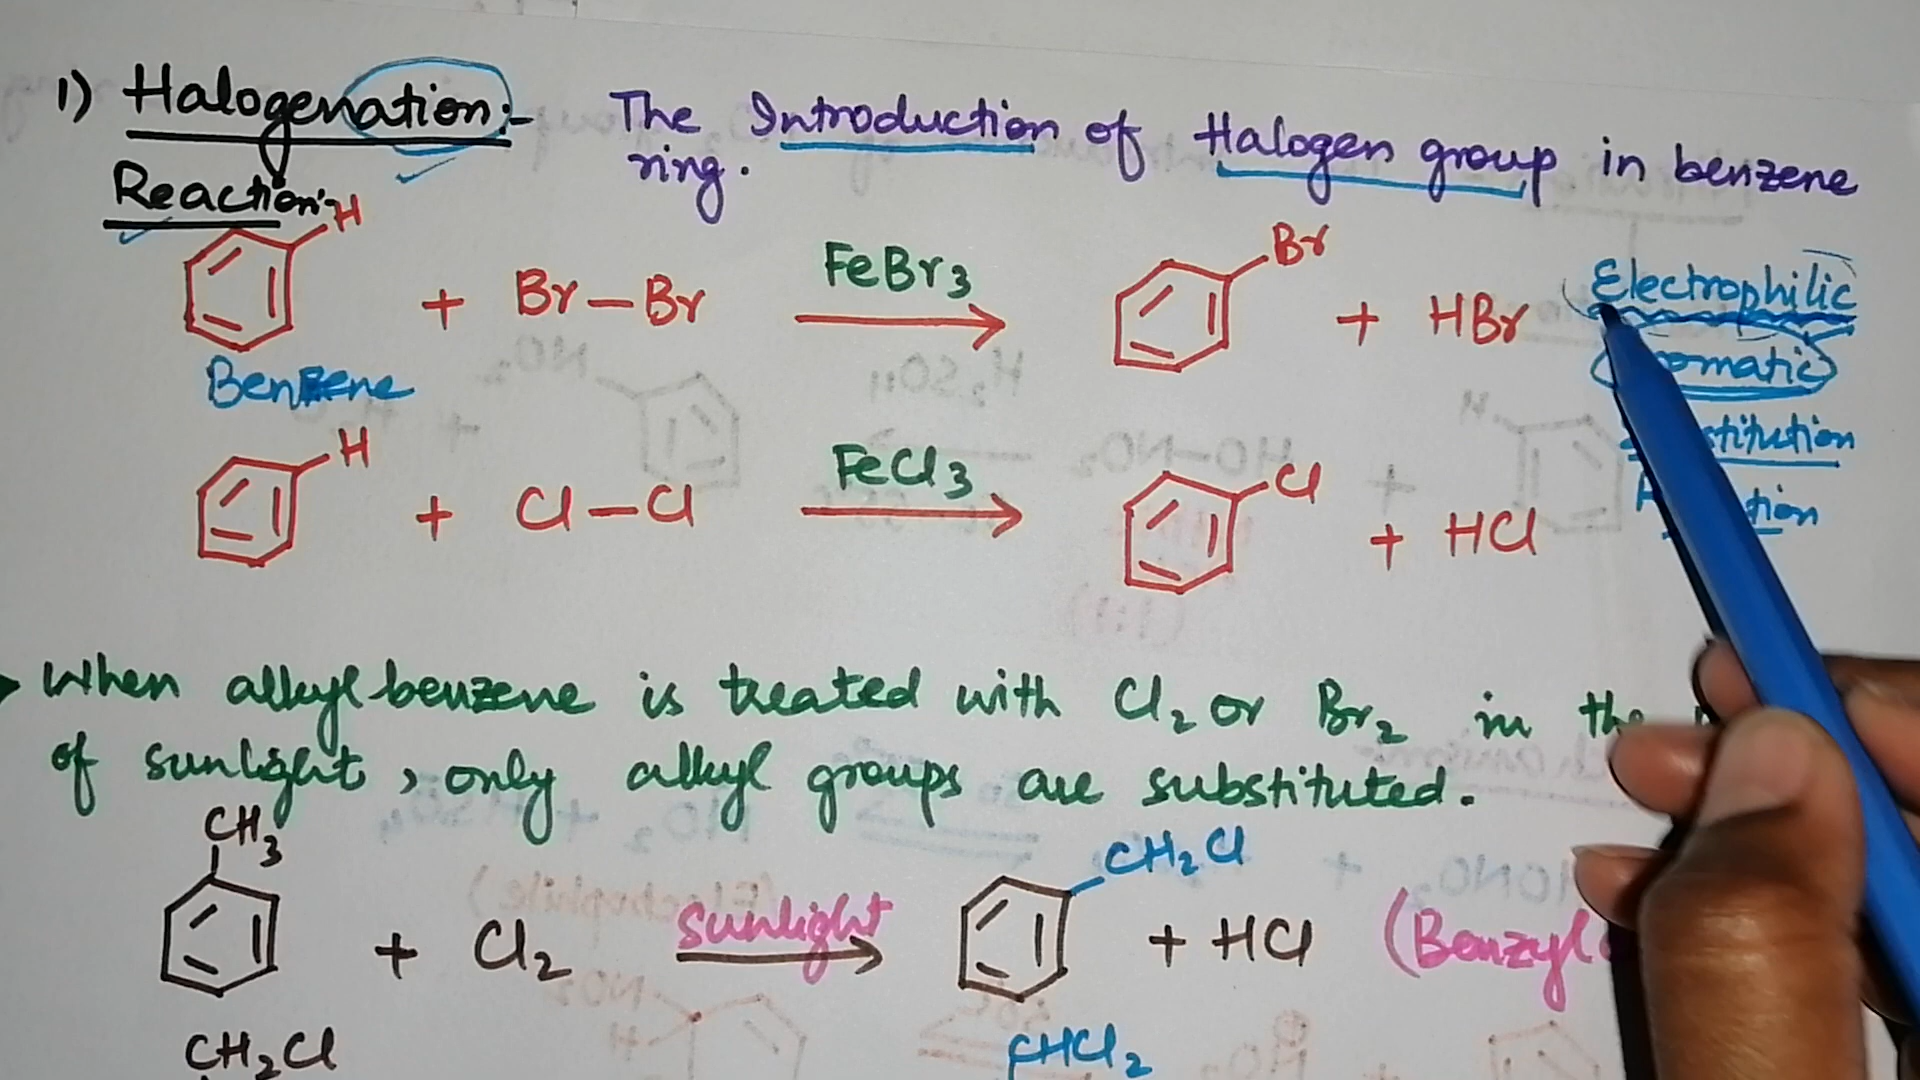 1) Halogenation:- The Introduction of Halogen group in benzene
ring.
Reaction:-
H
+ Br—Br FeBr3 Br + HBr
Benzene
Electrophilic
H
+ Cl—Cl FeCl3 Cl + HCl
When alkyl benzene is treated with Cl2 or Br2 in
of sunlight, only alkyl groups are substituted.
CH3
+ Cl2 sunlight CH2Cl + HCl (Benzyl
CH2Cl CHCl2